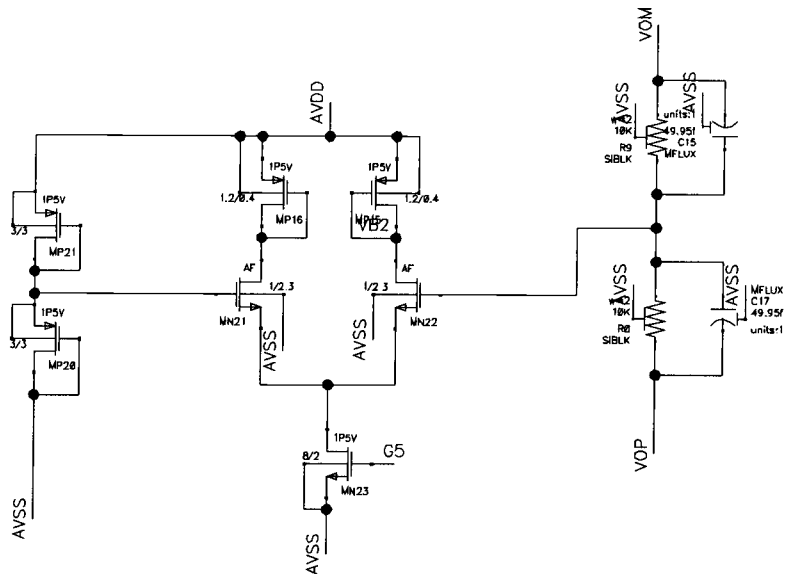 VOM
AVSS
AVSS
units:1
W=2
10K
49.95f
R9
C15
SIBLK
MFLUX
AVDD
1P5V
1P5V
1P5V
1.2/0.4
1.2/0.4
MP16
VB2
3/3
MP21
AF
AF
1/2.3
1/2.3
AVSS
AVSS
MFLUX
1P5V
W=2
C17
10K
49.95f
MN21
MN22
AVSS
AVSS
R0
units:1
3/3
MP20
SIBLK
1P5V
G5
8/2
MN23
VOP
AVSS
AVSS